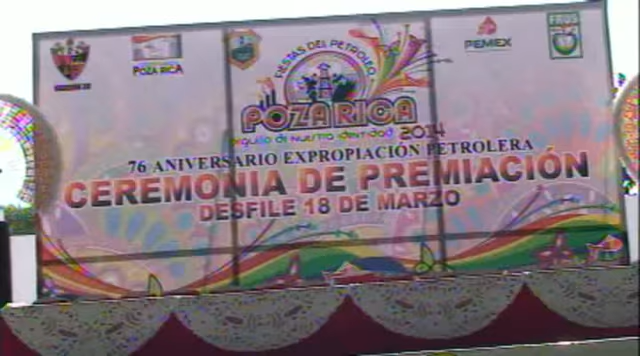 POZA RICA
FIESTAS DEL PETROLEO
PEMEX
POZA RICA
orgullo de Nuestra Identidad 2014
76 ANIVERSARIO EXPROPIACIÓN PETROLERA
CEREMONIA DE PREMIACIÓN
DESFILE 18 DE MARZO